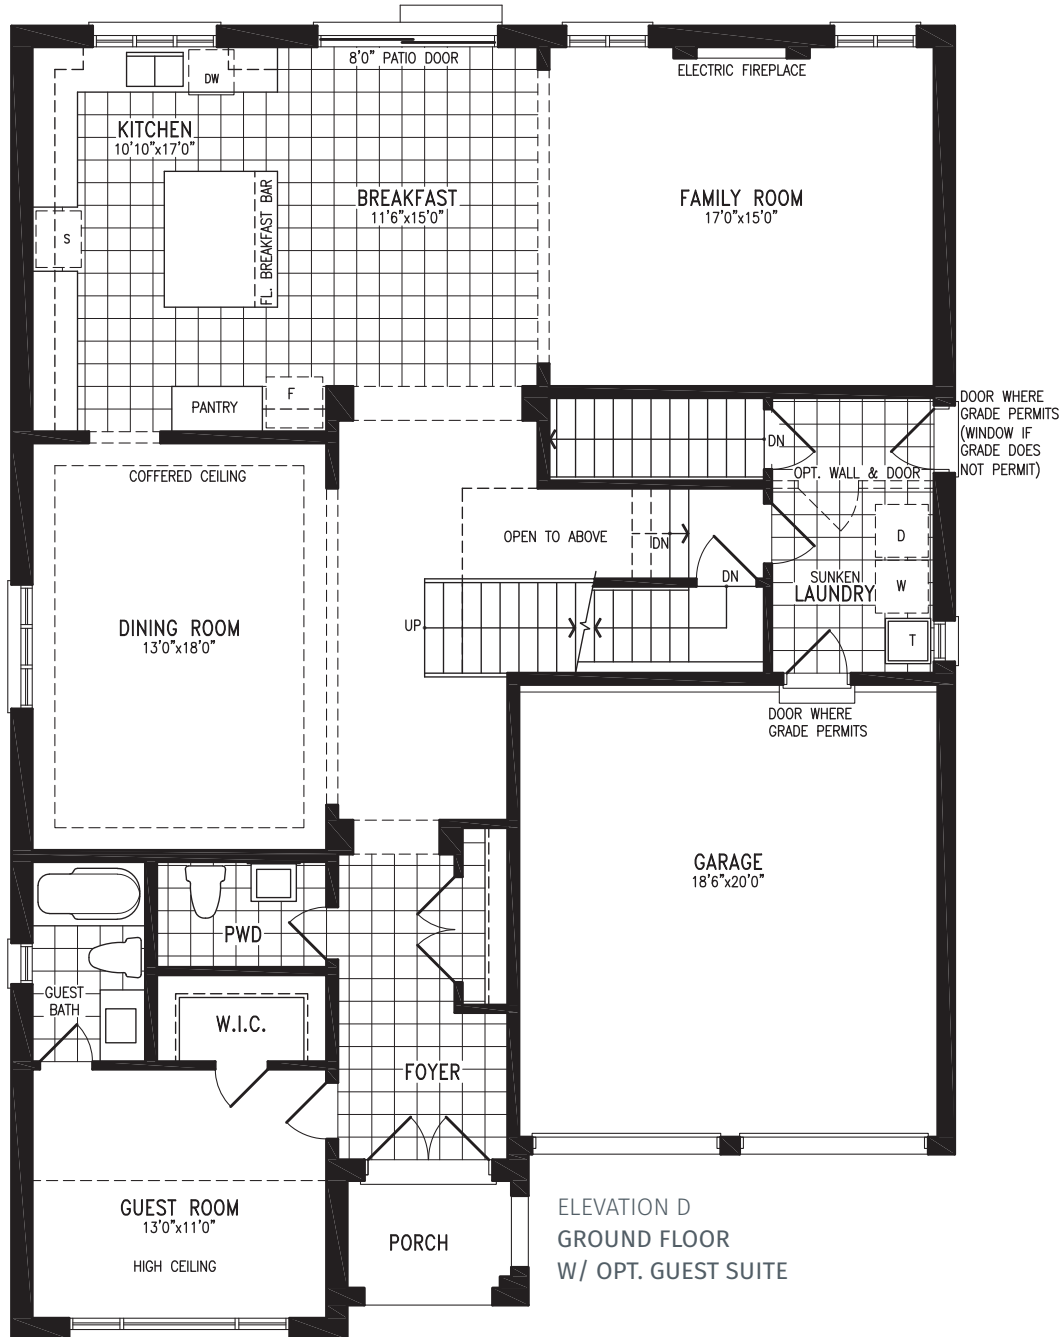 8'0" PATIO DOOR
DW
ELECTRIC FIREPLACE
KITCHEN
10'10"x17'0"
BREAKFAST
11'6"x15'0"
FAMILY ROOM
17'0"x15'0"
S
FL. BREAKFAST BAR
PANTRY
F
DOOR WHERE
GRADE PERMITS
(WINDOW IF
GRADE DOES
NOT PERMIT)
DN
OPT. WALL & DOOR
COFFERED CEILING
OPEN TO ABOVE
DN
D
DN
SUNKEN
LAUNDRY
W
UP
T
DINING ROOM
13'0"x18'0"
DOOR WHERE
GRADE PERMITS
GARAGE
18'6"x20'0"
PWD
GUEST
BATH
W.I.C.
FOYER
GUEST ROOM
13'0"x11'0"
HIGH CEILING
PORCH
ELEVATION D
GROUND FLOOR
W/ OPT. GUEST SUITE